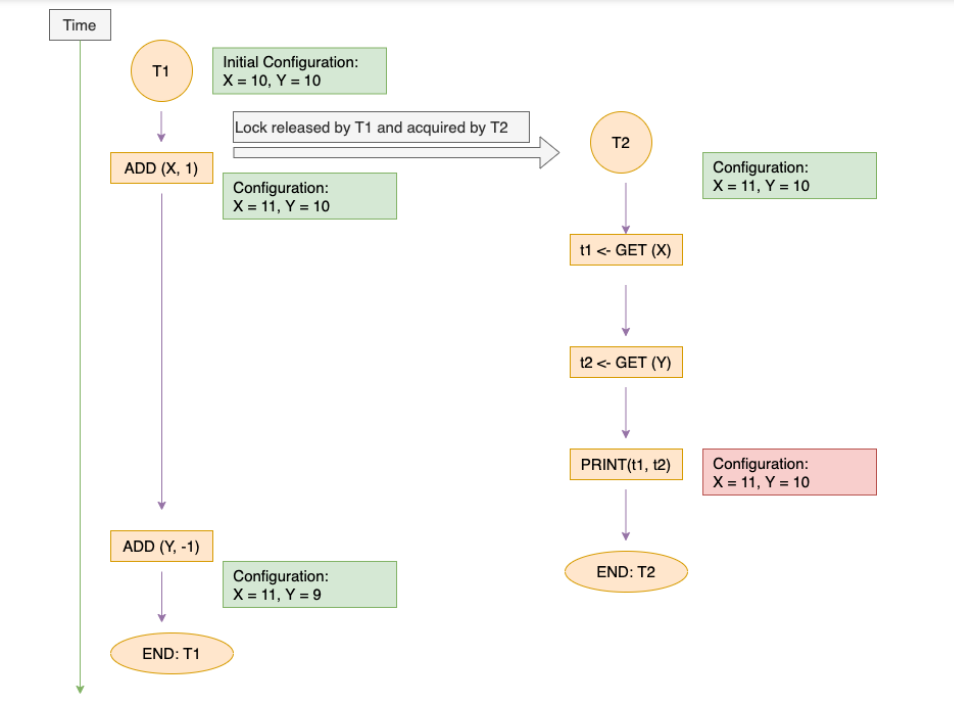 Time
T1
Initial Configuration:
X = 10, Y = 10
Lock released by T1 and acquired by T2
T2
ADD (X, 1)
Configuration:
X = 11, Y = 10
Configuration:
X = 11, Y = 10
t1 <- GET (X)
t2 <- GET (Y)
PRINT(t1, t2)
Configuration:
X = 11, Y = 10
ADD (Y, -1)
Configuration:
X = 11, Y = 9
END: T2
END: T1